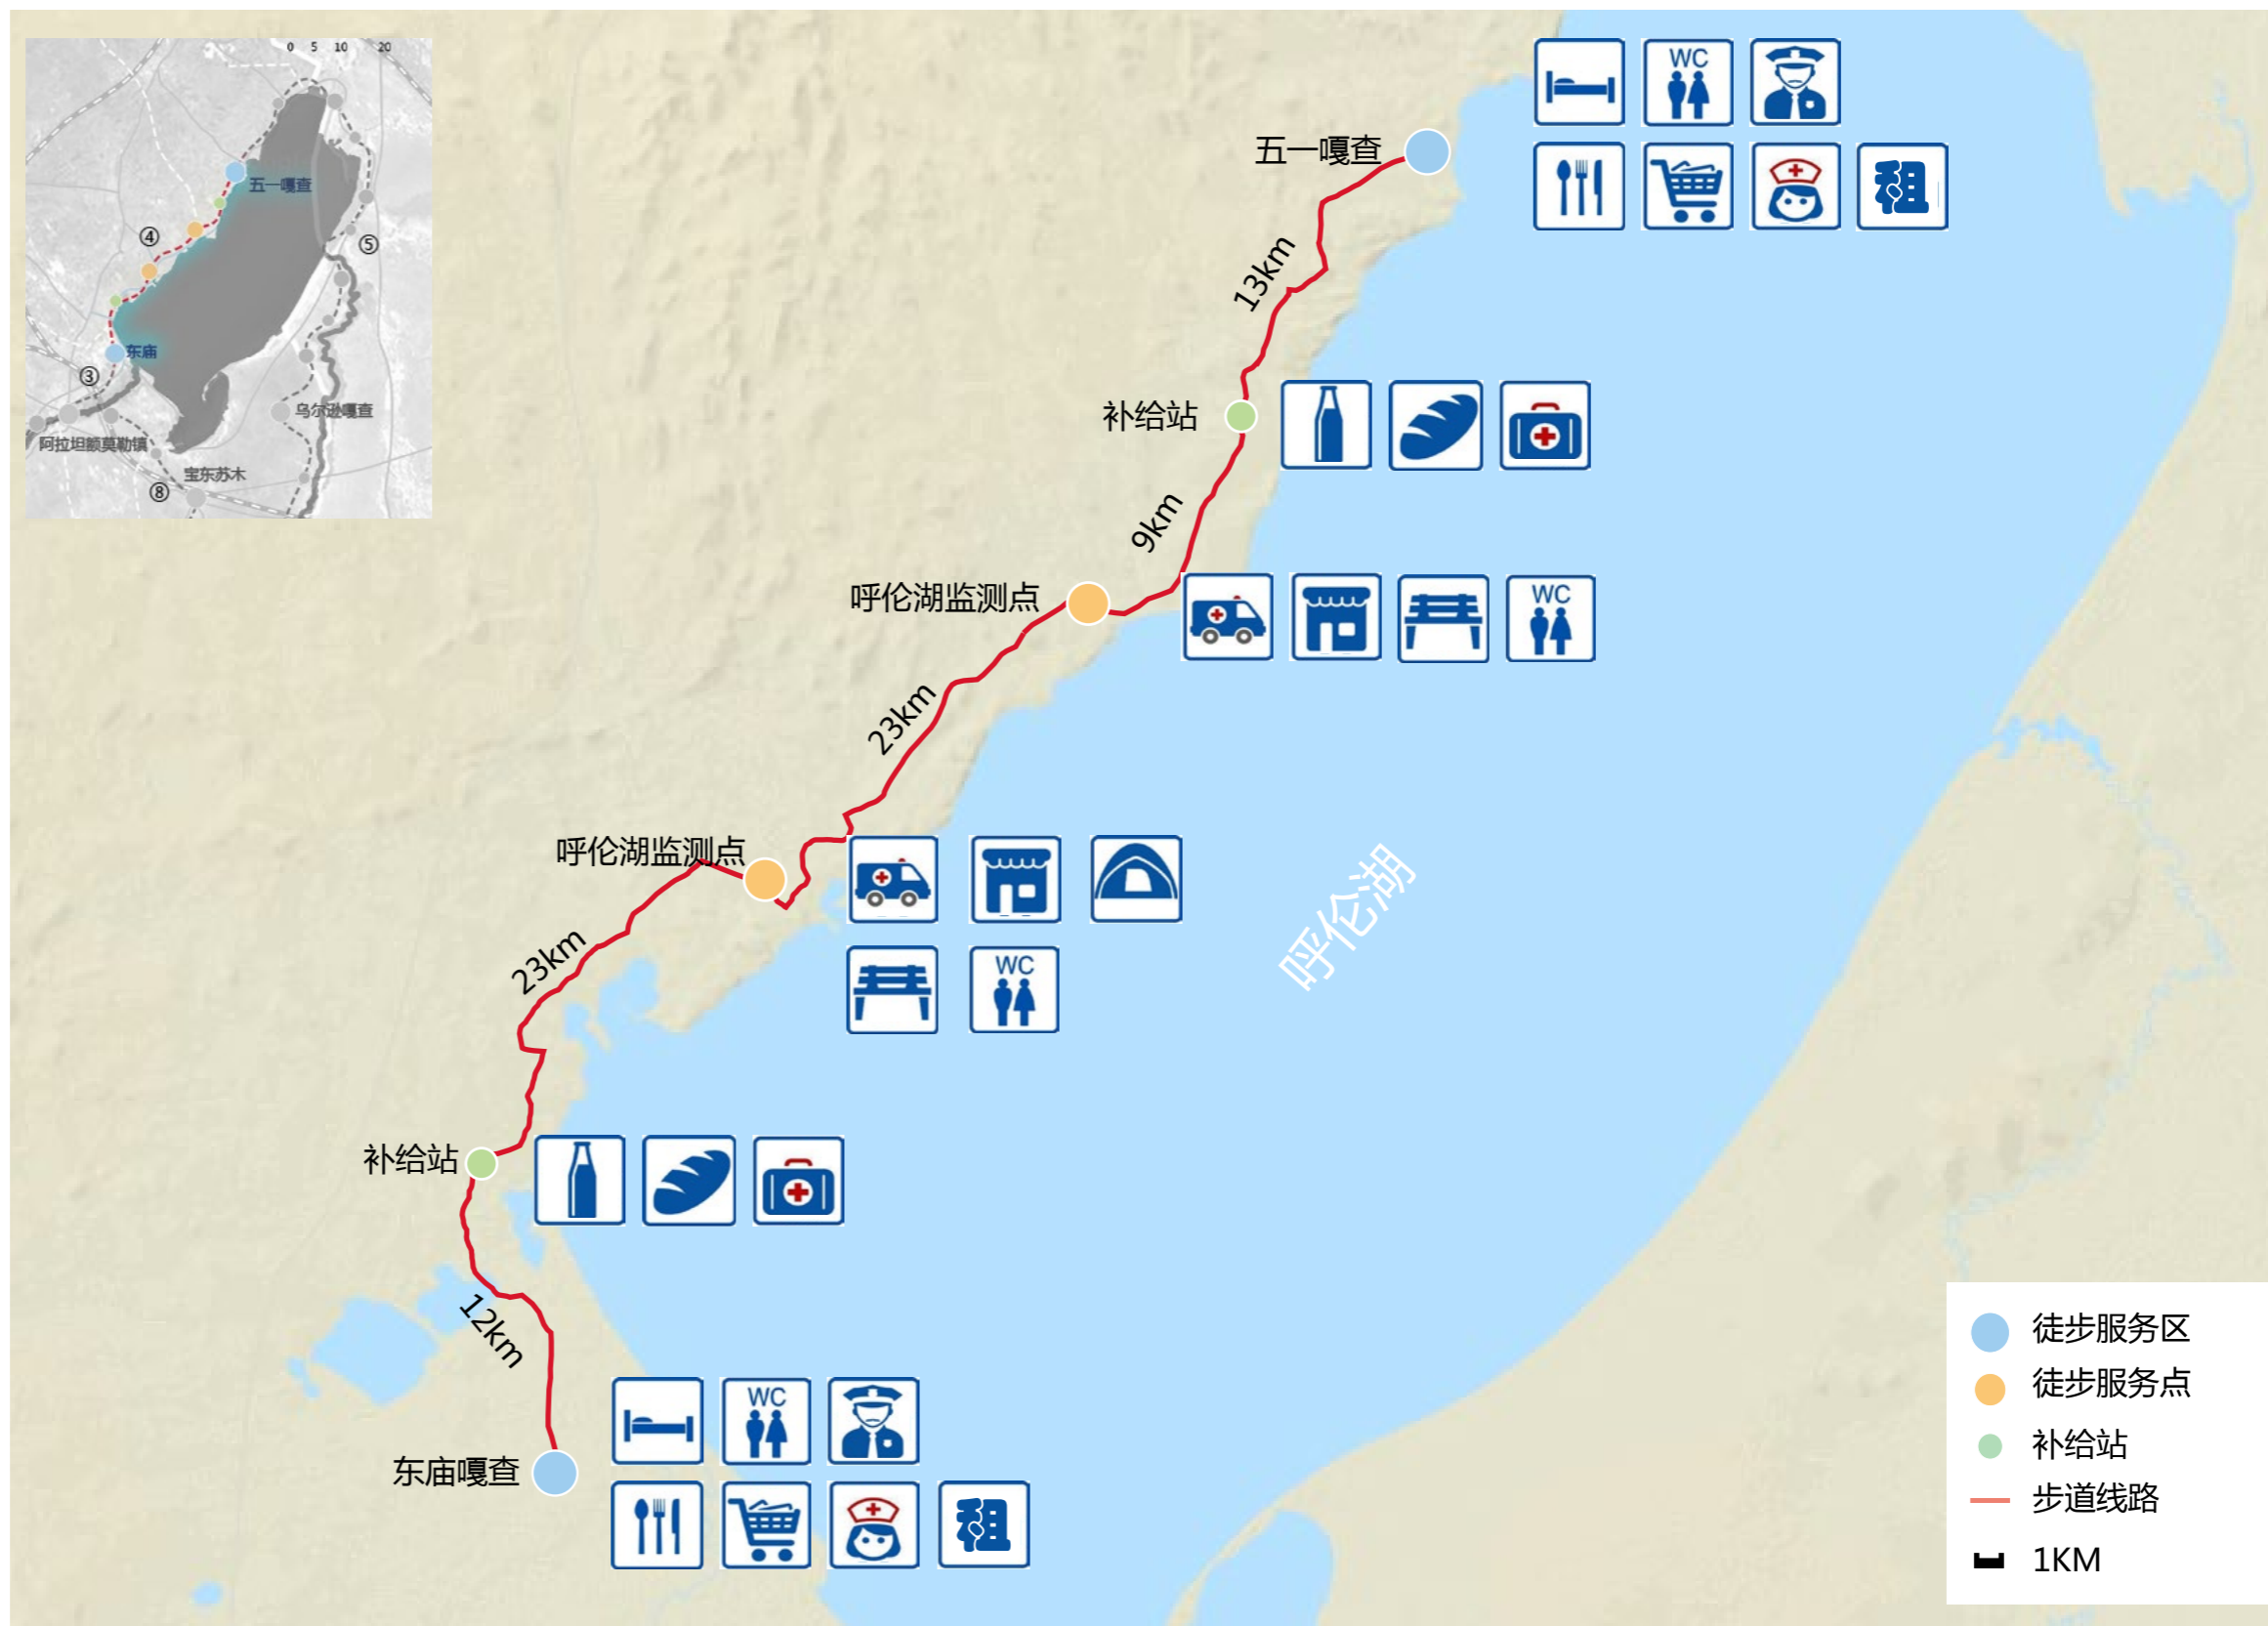 0 5 10 20
五一嘎查
④
⑤
东庙
③
乌尔逊嘎查
阿拉坦额莫勒镇
宝东苏木
⑧
五一嘎查
WC
租
13km
补给站
9km
呼伦湖监测点
WC
23km
呼伦湖监测点
呼伦湖
WC
23km
补给站
12km
东庙嘎查
WC
租
徒步服务区
徒步服务点
补给站
步道线路
1KM